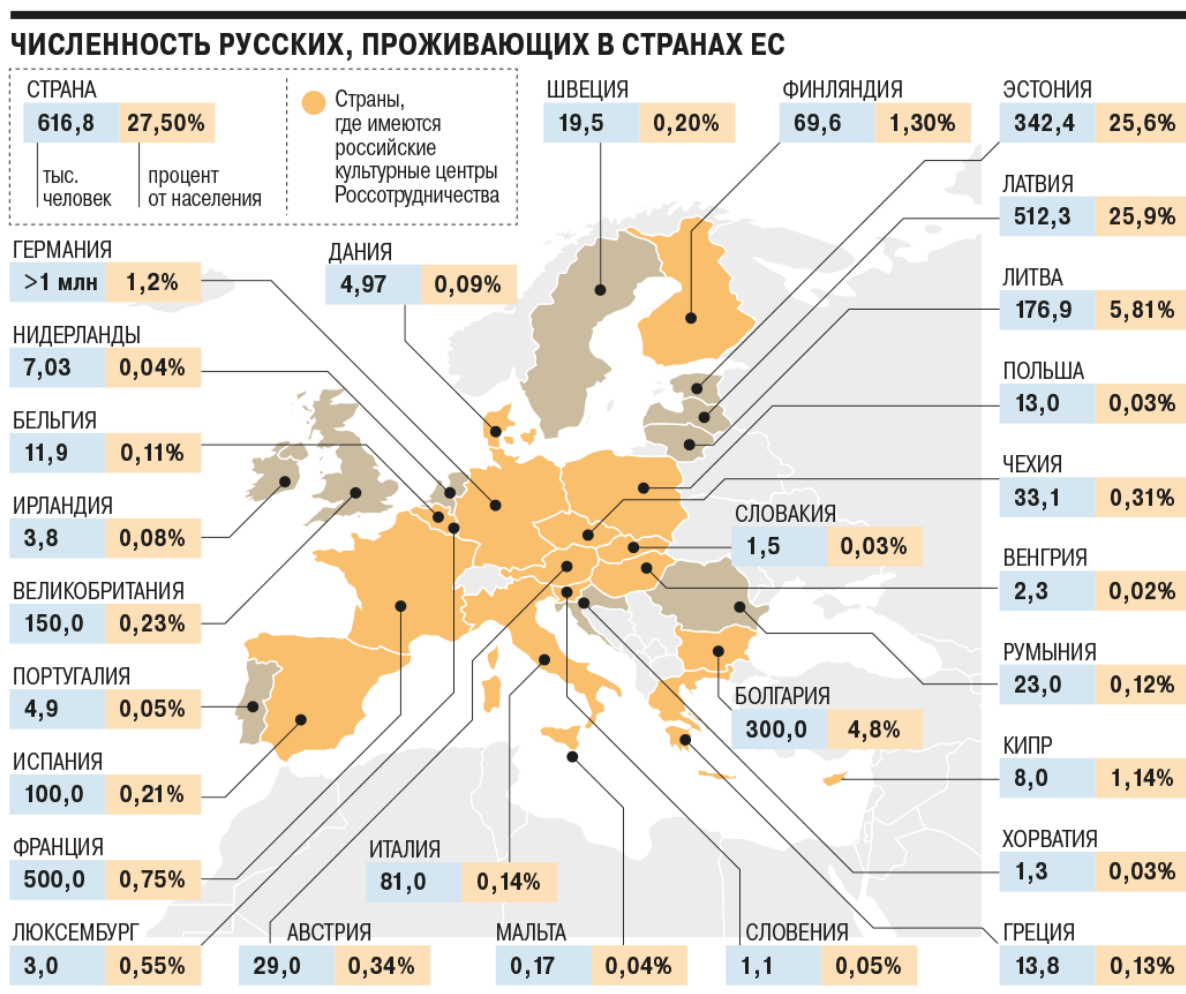 ЧИСЛЕННОСТЬ РУССКИХ, ПРОЖИВАЮЩИХ В СТРАНАХ ЕС
СТРАНА
616,8 27,50%
тыс.
человек
процент
от населения
Страны,
где имеются
российские
культурные центры
Россотрудничества
ШВЕЦИЯ
19,5 0,20%
ФИНЛЯНДИЯ
69,6 1,30%
ЭСТОНИЯ
342,4 25,6%
ЛАТВИЯ
512,3 25,9%
ГЕРМАНИЯ
>1 млн 1,2%
ДАНИЯ
4,97 0,09%
ЛИТВА
176,9 5,81%
НИДЕРЛАНДЫ
7,03 0,04%
ПОЛЬША
13,0 0,03%
БЕЛЬГИЯ
11,9 0,11%
ЧЕХИЯ
33,1 0,31%
ИРЛАНДИЯ
3,8 0,08%
СЛОВАКИЯ
1,5 0,03%
ВЕНГРИЯ
2,3 0,02%
ВЕЛИКОБРИТАНИЯ
150,0 0,23%
РУМЫНИЯ
23,0 0,12%
ПОРТУГАЛИЯ
4,9 0,05%
БОЛГАРИЯ
300,0 4,8%
КИПР
8,0 1,14%
ИСПАНИЯ
100,0 0,21%
ХОРВАТИЯ
1,3 0,03%
ФРАНЦИЯ
500,0 0,75%
ИТАЛИЯ
81,0 0,14%
ЛЮКСЕМБУРГ
3,0 0,55%
АВСТРИЯ
29,0 0,34%
МАЛЬТА
0,17 0,04%
СЛОВЕНИЯ
1,1 0,05%
ГРЕЦИЯ
13,8 0,13%